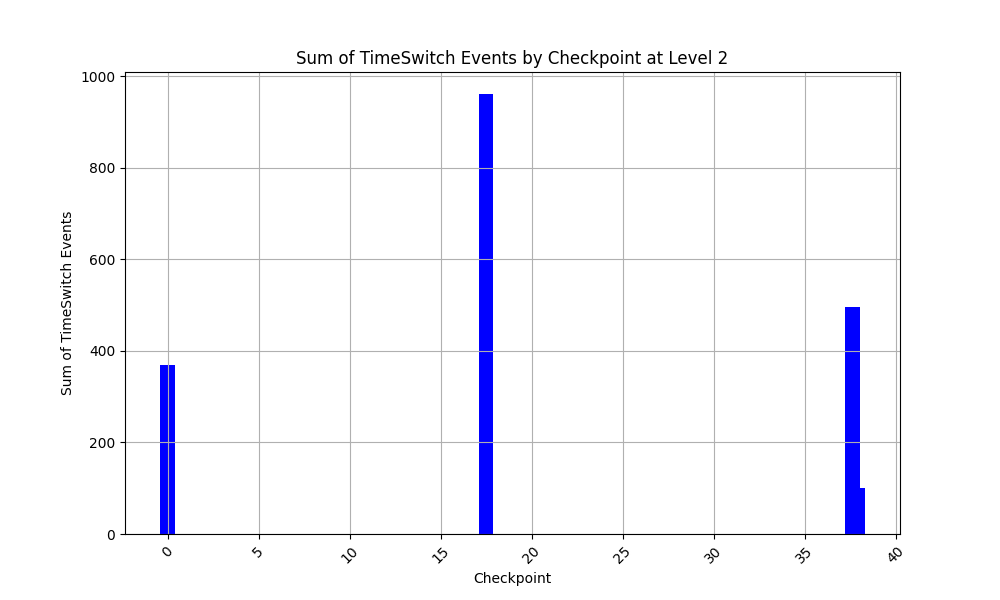 Sum of TimeSwitch Events by Checkpoint at Level 2
1000
800
600
400
200
0
Sum of TimeSwitch Events
0 5 10 15 20 25 30 35 40
Checkpoint